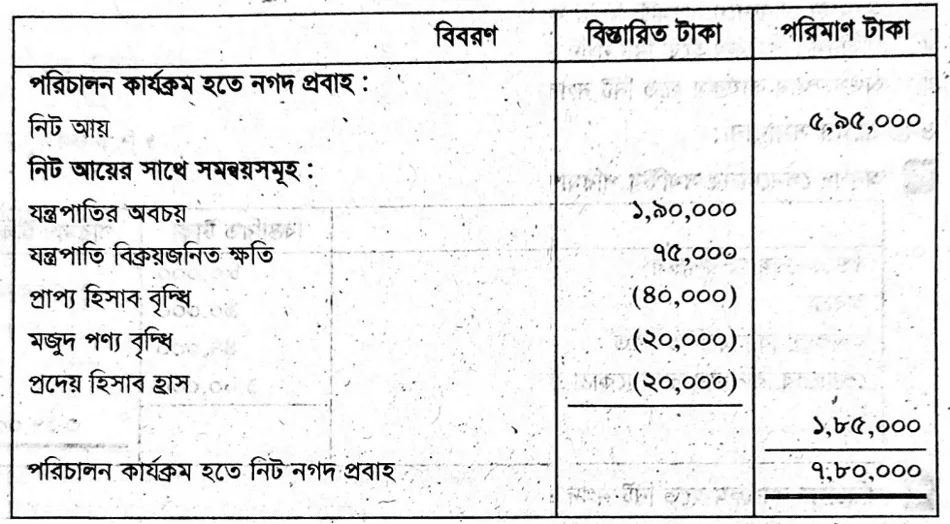 বিবরণ বিস্তারিত টাকা পরিমাণ টাকা
পরিচালন কার্যক্রম হতে নগদ প্রবাহ :
নিট আয় ৫,৯৫,০০০
নিট আয়ের সাথে সমন্বয়সমূহ :
যন্ত্রপাতির অবচয় ১,৯০,০০০
যন্ত্রপাতি বিক্রয়জনিত ক্ষতি ৭৫,০০০
প্রাপ্য হিসাব বৃদ্ধি (৪০,০০০)
মজুদ পণ্য বৃদ্ধি (২০,০০০)
প্রদেয় হিসাব হ্রাস (২০,০০০)
১,৮৫,০০০
পরিচালন কার্যক্রম হতে নিট নগদ প্রবাহ ৭,৮০,০০০